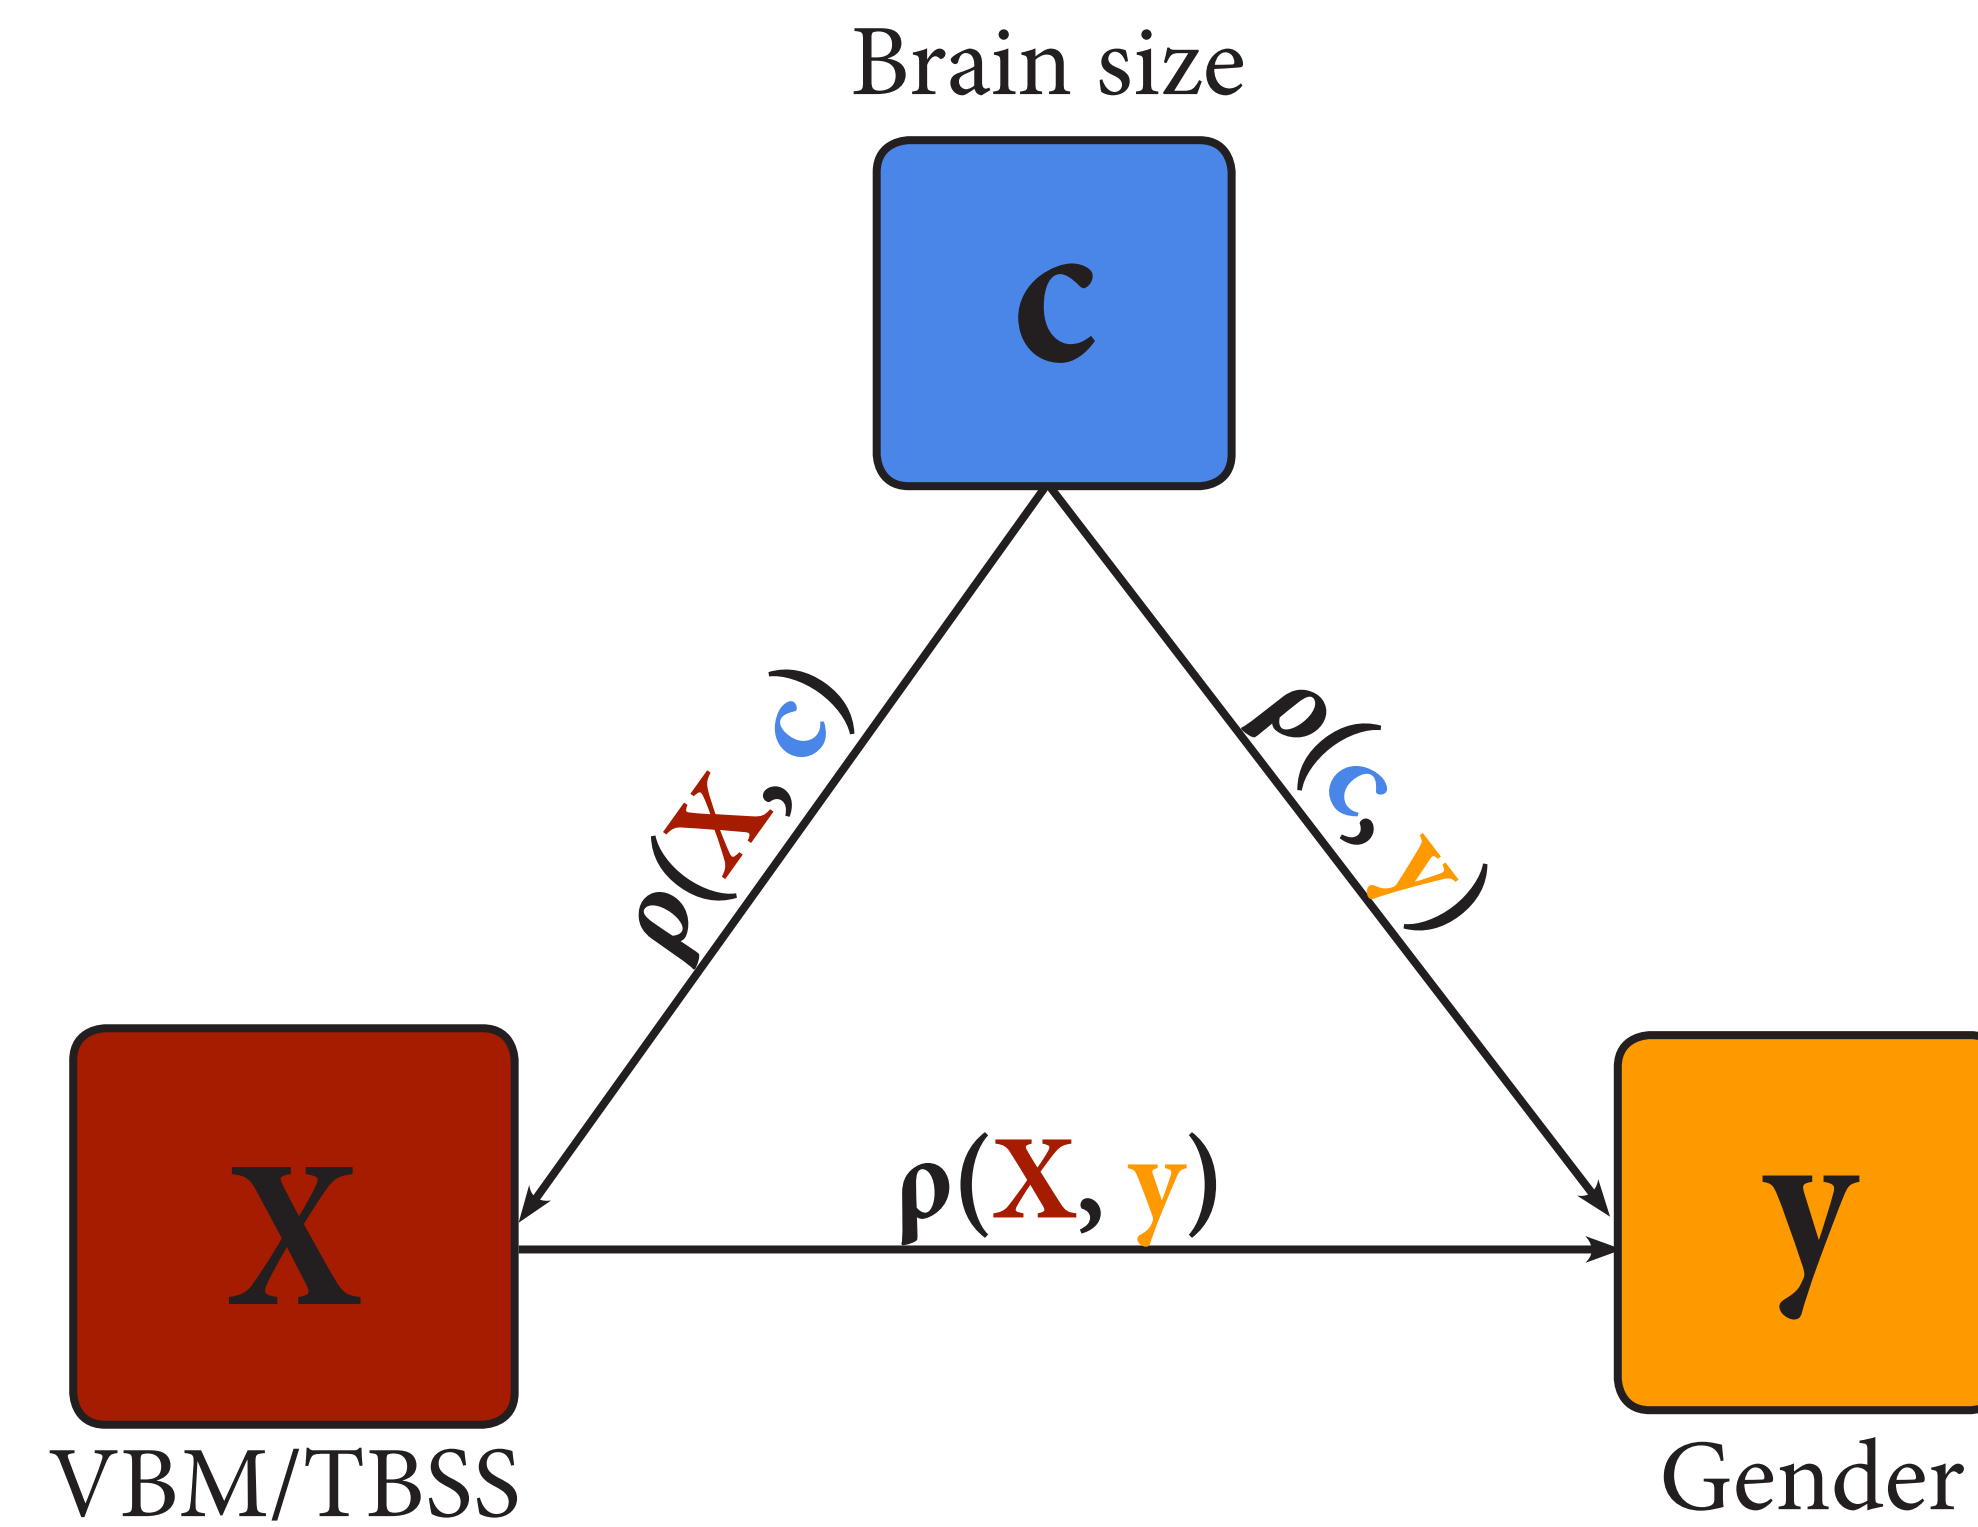 Brain size
c
ρ(X, c)
ρ(c, y)
X
ρ(X, y)
y
VBM/TBSS
Gender